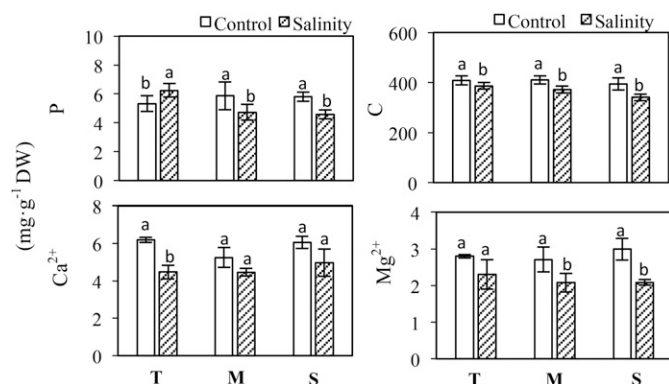 Control Salinity
Control Salinity
P
10
8
6
4
2
0
b a a b a b
C
600
400
200
0
a b a b a b
(mg·g⁻¹ DW)
Ca²⁺
8
6
4
2
0
a b a a a a
T M S
Mg²⁺
4
3
2
1
0
a a a b a b
T M S